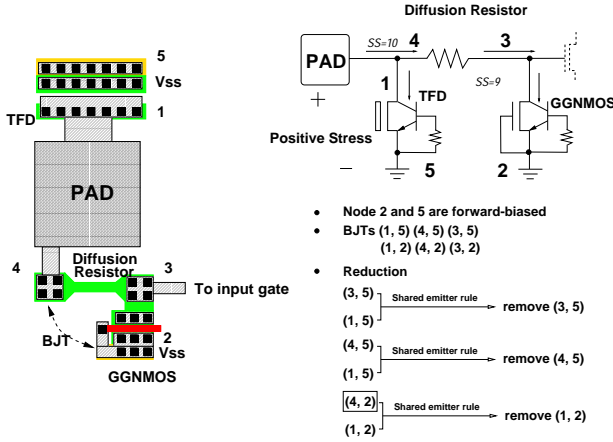 5
Vss
1
TFD
PAD
4
Diffusion
Resistor
3
To input gate
BJT
2
Vss
GGNMOS
Diffusion Resistor
PAD
SS=10
4
3
SS=9
1
TFD
GGNMOS
+
Positive Stress
−
5
2
• Node 2 and 5 are forward-biased
• BJTs (1, 5) (4, 5) (3, 5)
(1, 2) (4, 2) (3, 2)
• Reduction
(3, 5)
Shared emitter rule
remove (3, 5)
(1, 5)
(4, 5)
Shared emitter rule
remove (4, 5)
(1, 5)
(4, 2)
Shared emitter rule
remove (1, 2)
(1, 2)